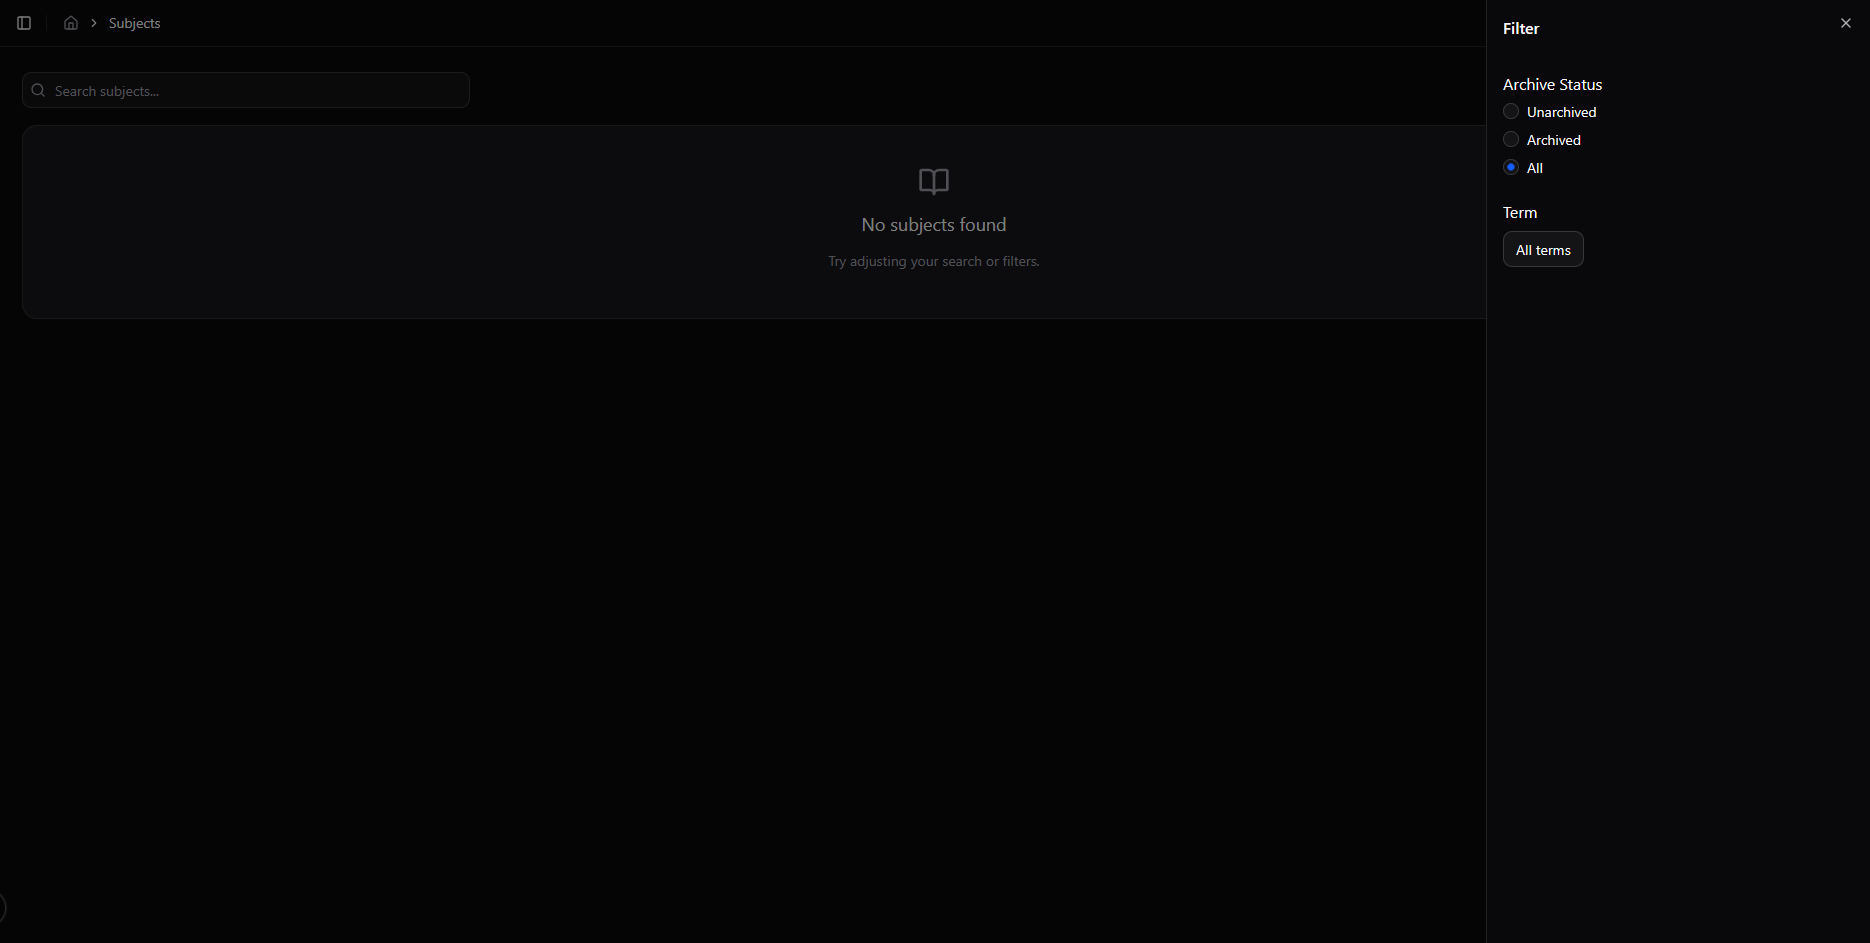 Subjects
Search subjects...
No subjects found
Try adjusting your search or filters.
Filter
Archive Status
Unarchived
Archived
All
Term
All terms